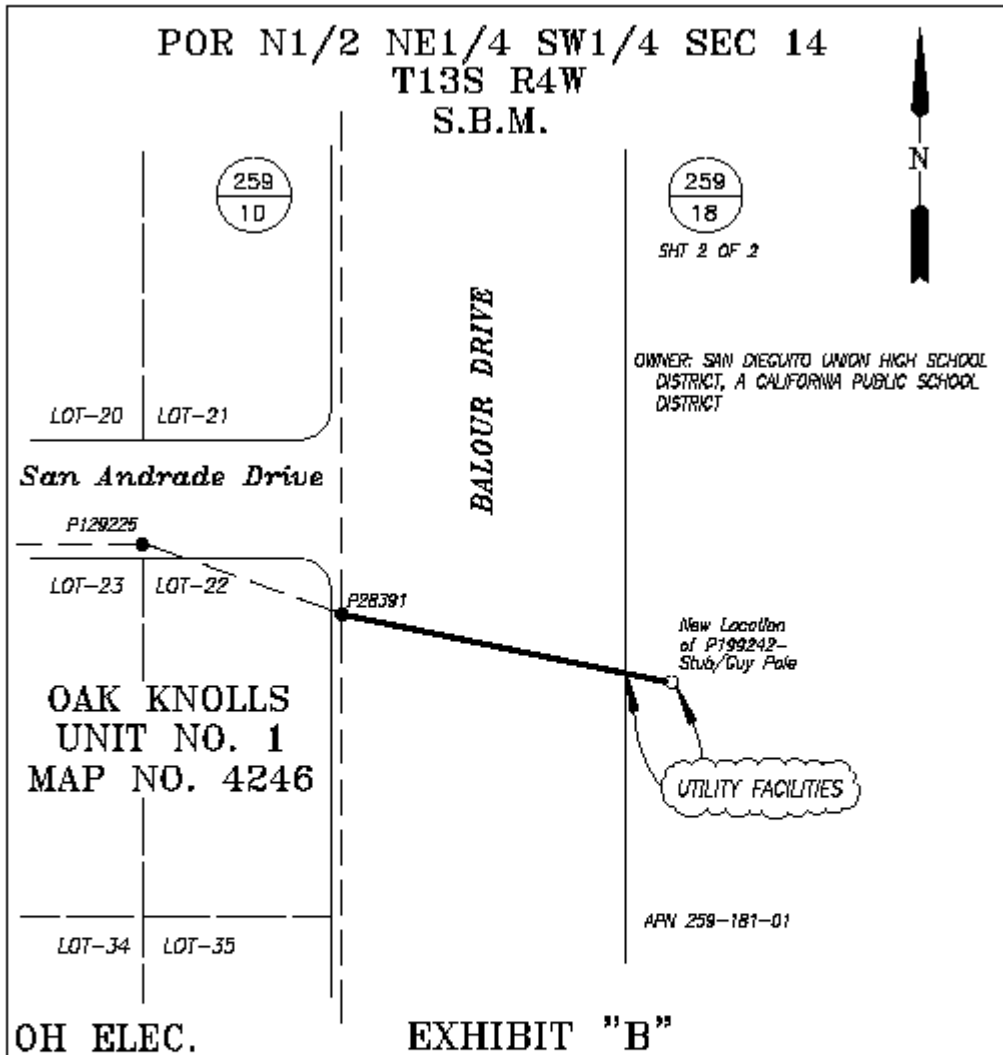 POR N1/2 NE1/4 SW1/4 SEC 14
T13S R4W
S.B.M.
N
259
10
259
18
SHT 2 OF 2
BALOUR DRIVE
OWNER: SAN DIEGUITO UNION HIGH SCHOOL
DISTRICT, A CALIFORNIA PUBLIC SCHOOL
DISTRICT
LOT-20
LOT-21
San Andrade Drive
P129225
LOT-23
LOT-22
P28391
New Location
of P199242-
Stub/Guy Pole
OAK KNOLLS
UNIT NO. 1
MAP NO. 4246
UTILITY FACILITIES
APN 259-181-01
LOT-34
LOT-35
OH ELEC.
EXHIBIT "B"